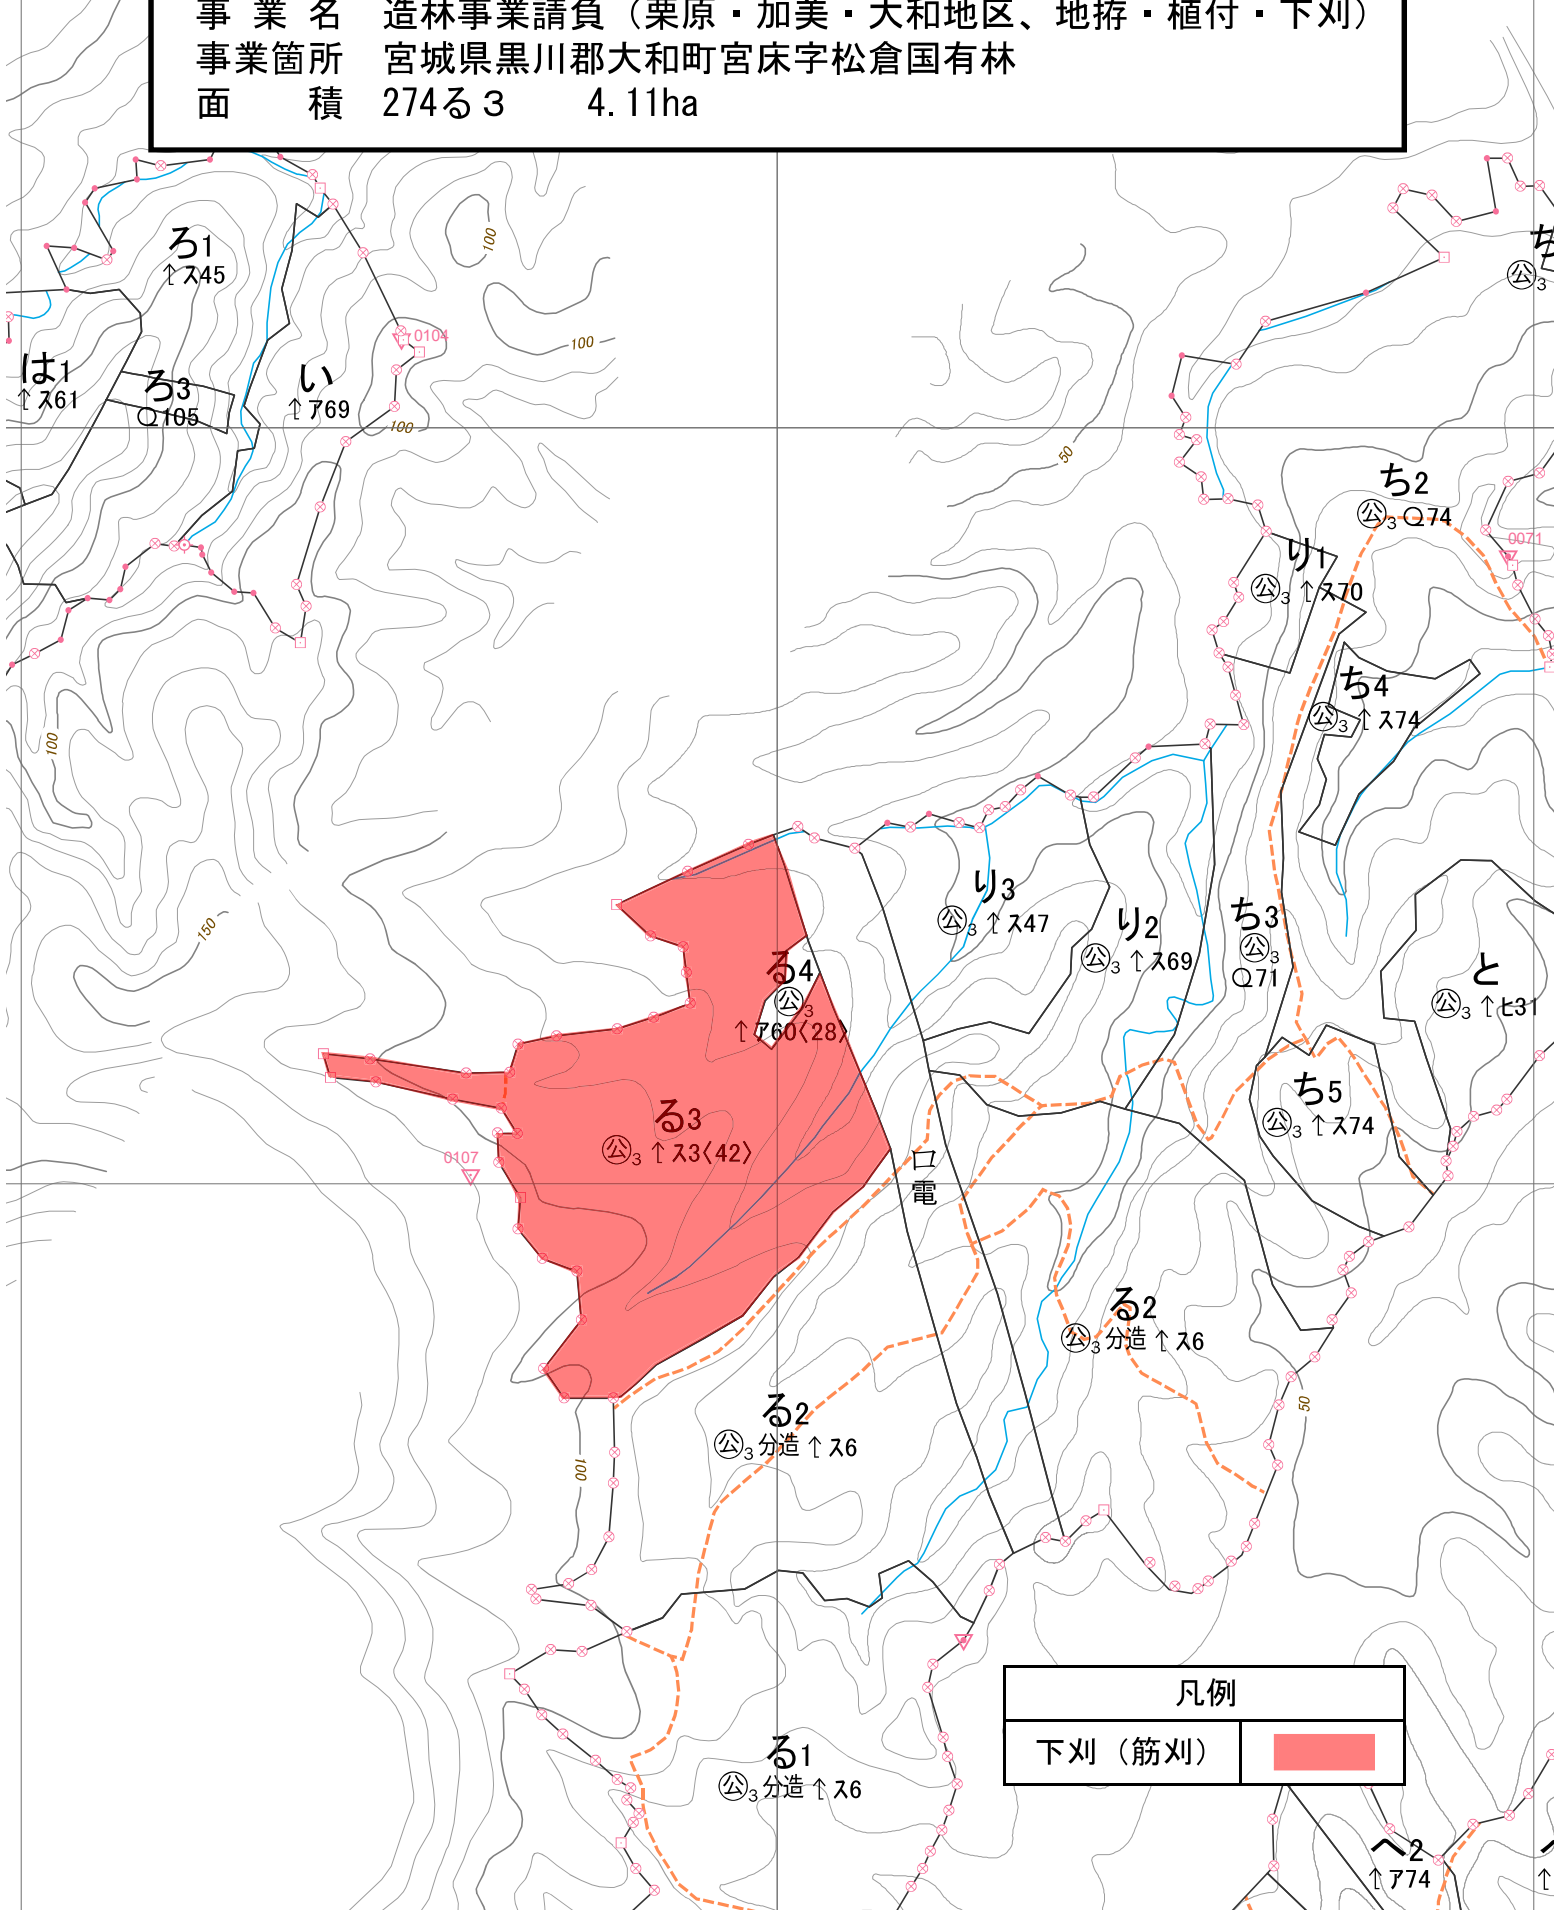 事業名 造林事業請負（栗原・加美・大和地区、地拵・植付・下刈）
事業箇所 宮城県黒川郡大和町宮床字松倉国有林
面積 274る３ 4.11ha
ろ1
↑ス45
は1
↑ス61
ろ3
Q105
い
↑ア69
0104
100
100
100
50
ち
公3
ち2
公3 Q74
0071
り1
公3 ↑ス70
ち4
公3 ↑ス74
100
150
り3
公3 ↑ス47
り2
公3 ↑ス69
ち3
公3
Q71
と
公3 ↑ヒ31
る4
公3
↑ア60〈28〉
る3
公3 ↑ス3〈42〉
0107
ロ電
ち5
公3 ↑ス74
る2
公3分造 ↑ス6
る2
公3分造 ↑ス6
50
100
る1
公3分造 ↑ス6
凡例
下刈（筋刈）
へ2
↑ア74